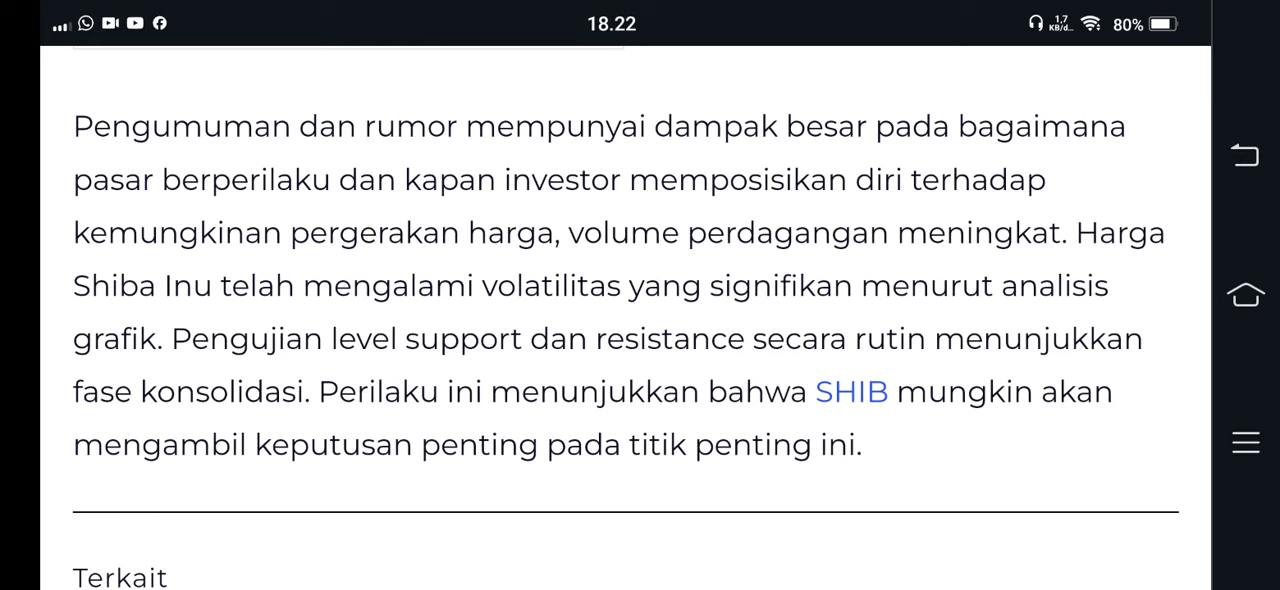 18.22
1,7
KB/d...
80%
Pengumuman dan rumor mempunyai dampak besar pada bagaimana
pasar berperilaku dan kapan investor memposisikan diri terhadap
kemungkinan pergerakan harga, volume perdagangan meningkat. Harga
Shiba Inu telah mengalami volatilitas yang signifikan menurut analisis
grafik. Pengujian level support dan resistance secara rutin menunjukkan
fase konsolidasi. Perilaku ini menunjukkan bahwa SHIB mungkin akan
mengambil keputusan penting pada titik penting ini.
Terkait